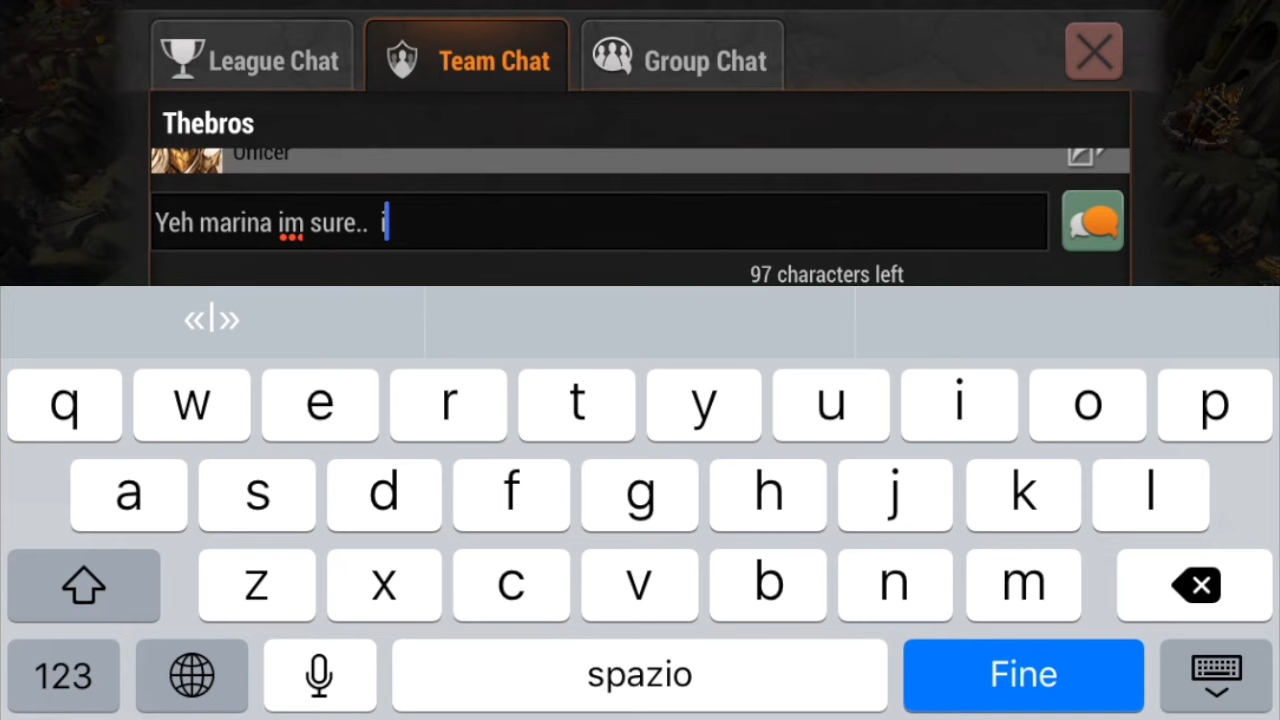 League Chat
Team Chat
Group Chat
Thebros
Officer
Yeh marina im sure..  i
97 characters left
«|»
q w e r t y u i o p
a s d f g h j k l
z x c v b n m
123
spazio
Fine